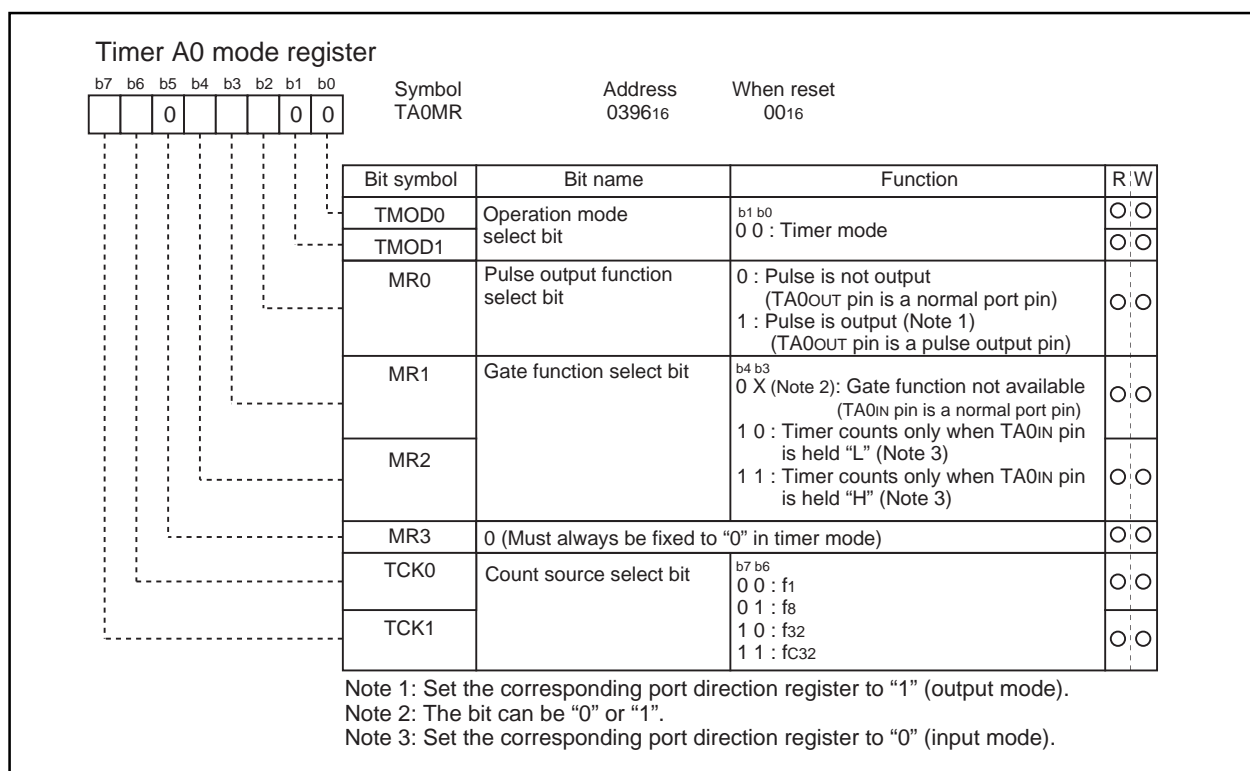 Timer A0 mode register
b7 b6 b5 b4 b3 b2 b1 b0
0 0 0
Symbol Address When reset
TA0MR 039616 0016
Bit symbol Bit name Function R W
TMOD0 Operation mode select bit b1 b0
0 0 : Timer mode
TMOD1
MR0 Pulse output function select bit 0 : Pulse is not output
(TA0OUT pin is a normal port pin)
1 : Pulse is output (Note 1)
(TA0OUT pin is a pulse output pin)
MR1 Gate function select bit b4 b3
0 X (Note 2): Gate function not available
(TA0IN pin is a normal port pin)
1 0 : Timer counts only when TA0IN pin
is held “L” (Note 3)
MR2
1 1 : Timer counts only when TA0IN pin
is held “H” (Note 3)
MR3 0 (Must always be fixed to “0” in timer mode)
TCK0 Count source select bit b7 b6
0 0 : f1
0 1 : f8
TCK1
1 0 : f32
1 1 : fC32
Note 1: Set the corresponding port direction register to “1” (output mode).
Note 2: The bit can be “0” or “1”.
Note 3: Set the corresponding port direction register to “0” (input mode).